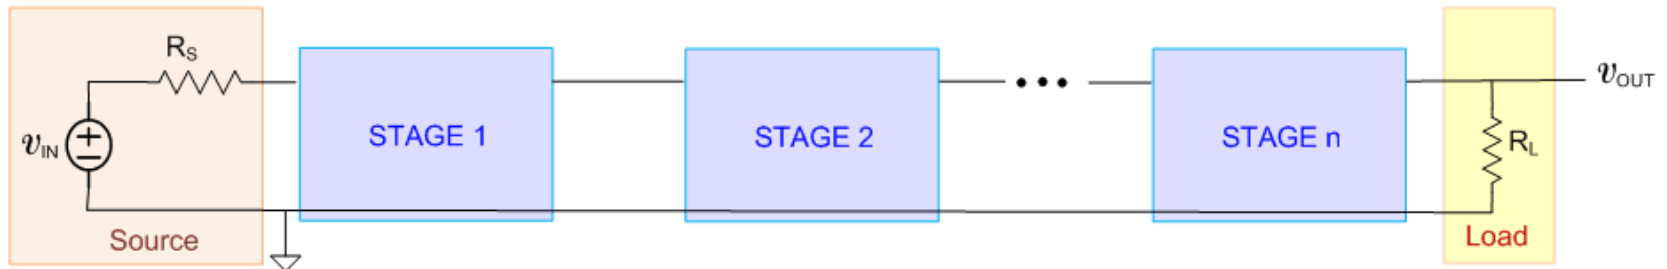 R_S
v_IN
STAGE 1
STAGE 2
•••
STAGE n
v_OUT
R_L
Source
Load